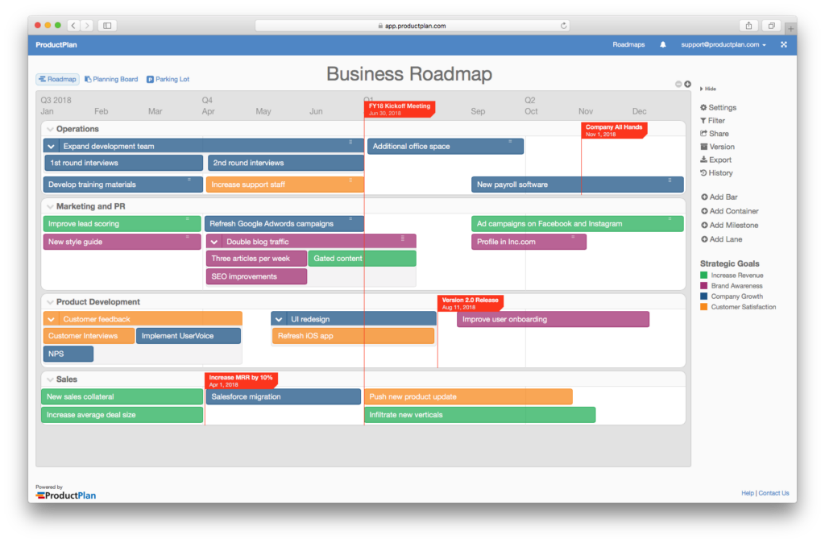 app.productplan.com
ProductPlan
Roadmaps
support@productplan.com
Roadmap
Planning Board
Parking Lot
Business Roadmap
Hide
Q3 2018
Q4
Q1
Q2
Jan
Feb
Mar
Apr
May
Jun
Sep
Oct
Nov
Dec
FY18 Kickoff Meeting
Jun 30, 2018
Company All Hands
Nov 1, 2018
Operations
Expand development team
Additional office space
1st round interviews
2nd round interviews
Develop training materials
Increase support staff
New payroll software
Marketing and PR
Improve lead scoring
Refresh Google Adwords campaigns
Ad campaigns on Facebook and Instagram
New style guide
Double blog traffic
Profile in Inc.com
Three articles per week
Gated content
SEO improvements
Product Development
Version 2.0 Release
Aug 11, 2018
Customer feedback
UI redesign
Improve user onboarding
Customer Interviews
Implement UserVoice
Refresh iOS app
NPS
Sales
Increase MRR by 10%
Apr 1, 2018
New sales collateral
Salesforce migration
Push new product update
Increase average deal size
Infiltrate new verticals
Settings
Filter
Share
Version
Export
History
Add Bar
Add Container
Add Milestone
Add Lane
Strategic Goals
Increase Revenue
Brand Awareness
Company Growth
Customer Satisfaction
Powered by
ProductPlan
Help | Contact Us